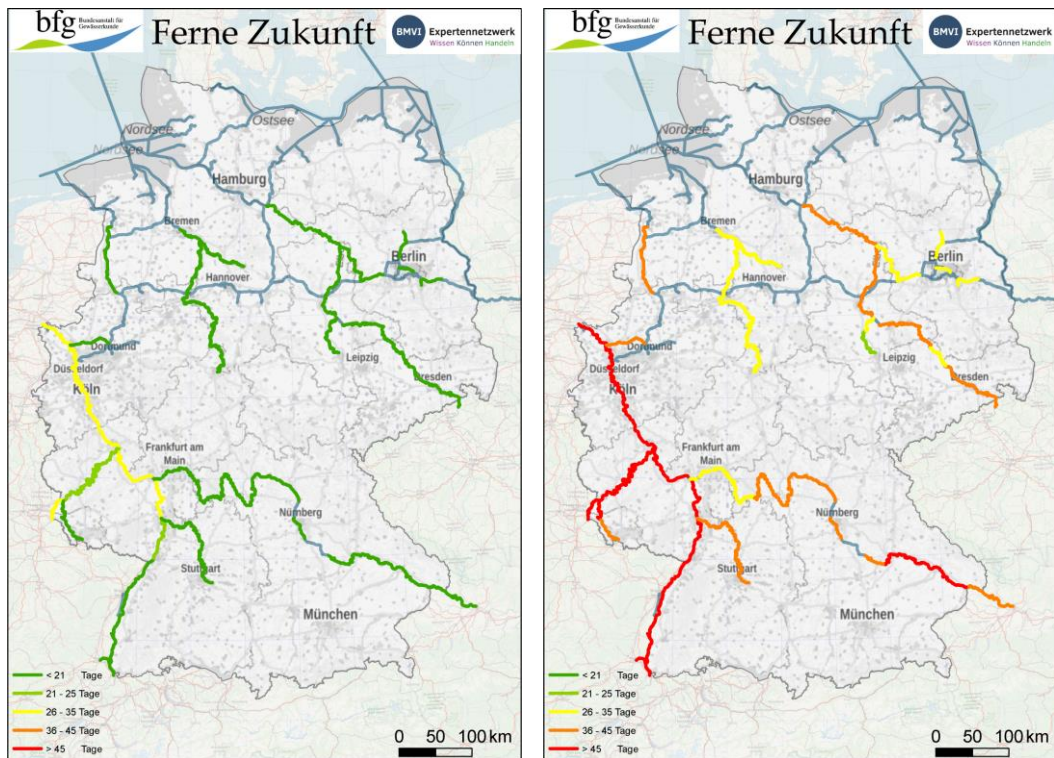 bfg Bundesanstalt für
Gewässerkunde
Ferne Zukunft
BMVI Expertennetzwerk
Wissen Können Handeln
Nordsee
Nordsee
Ostsee
Hamburg
Bremen
Berlin
Hannover
Dortmund
Düsseldorf
Köln
Leipzig
Dresden
Frankfurt am
Main
Nürnberg
Stuttgart
München
< 21 Tage
21 - 25 Tage
26 - 35 Tage
36 - 45 Tage
> 45 Tage
0 50 100 km
bfg Bundesanstalt für
Gewässerkunde
Ferne Zukunft
BMVI Expertennetzwerk
Wissen Können Handeln
Nordsee
Nordsee
Ostsee
Hamburg
Bremen
Berlin
Hannover
Dortmund
Düsseldorf
Köln
Leipzig
Dresden
Frankfurt am
Main
Nürnberg
Stuttgart
München
< 21 Tage
21 - 25 Tage
26 - 35 Tage
36 - 45 Tage
> 45 Tage
0 50 100 km